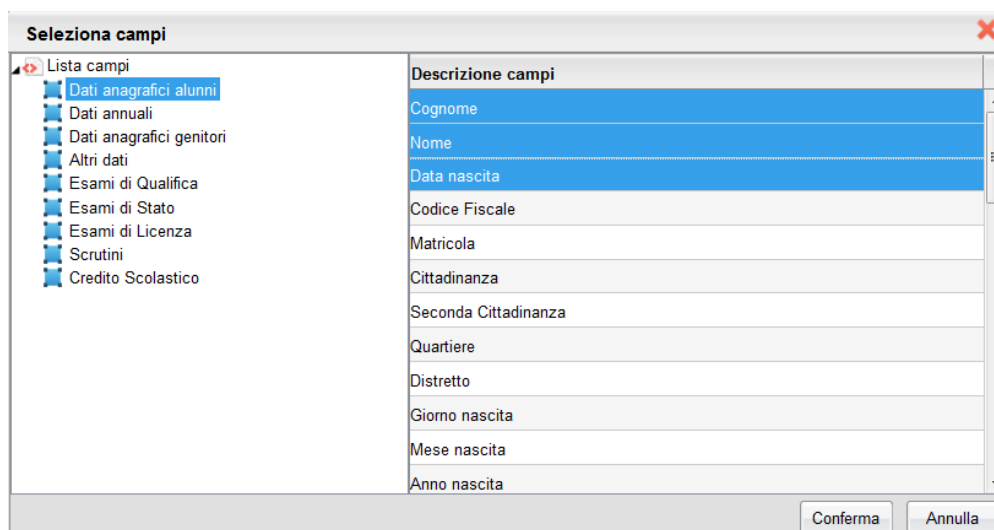 Seleziona campi
Lista campi
Dati anagrafici alunni
Dati annuali
Dati anagrafici genitori
Altri dati
Esami di Qualifica
Esami di Stato
Esami di Licenza
Scrutini
Credito Scolastico
Descrizione campi
Cognome
Nome
Data nascita
Codice Fiscale
Matricola
Cittadinanza
Seconda Cittadinanza
Quartiere
Distretto
Giorno nascita
Mese nascita
Anno nascita
Conferma
Annulla